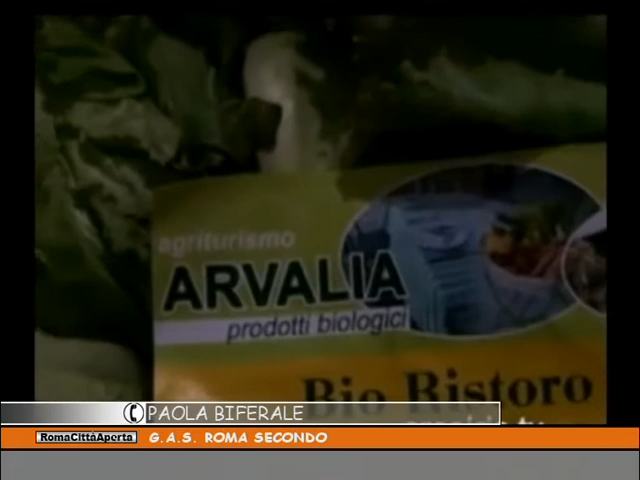 agriturismo
ARVALIA
prodotti biologici
Bio Ristoro
PAOLA BIFERALE
RomaCittàAperta
G.A.S. ROMA SECONDO